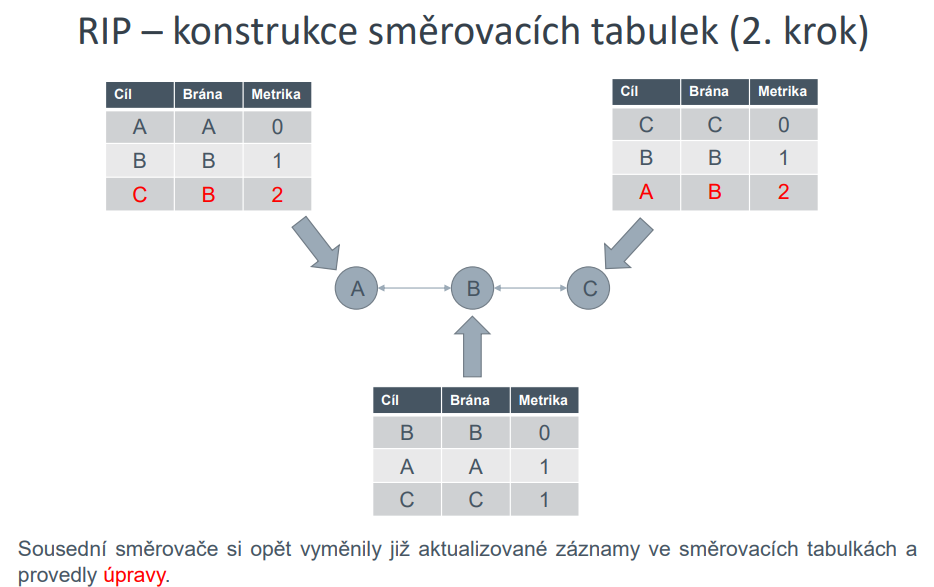 RIP – konstrukce směrovacích tabulek (2. krok)
Cíl Brána Metrika
A A 0
B B 1
C B 2
Cíl Brána Metrika
C C 0
B B 1
A B 2
A B C
Cíl Brána Metrika
B B 0
A A 1
C C 1
Sousední směrovače si opět vyměnily již aktualizované záznamy ve směrovacích tabulkách a
provedly úpravy.